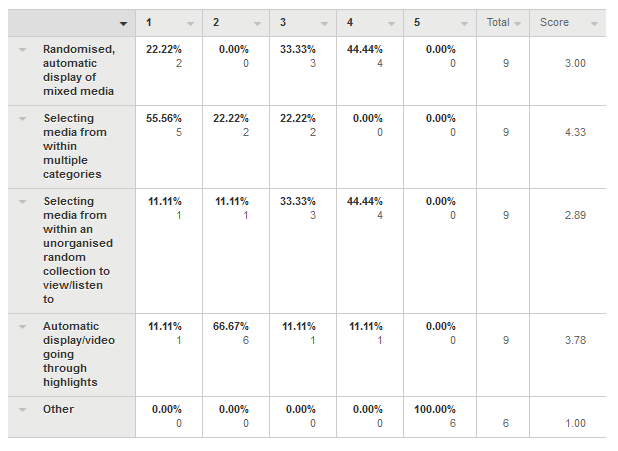 1 2 3 4 5 Total Score
Randomised, 22.22% 0.00% 33.33% 44.44% 0.00%
automatic 2 0 3 4 0 9 3.00
display of
mixed media
Selecting 55.56% 22.22% 22.22% 0.00% 0.00%
media from 5 2 2 0 0 9 4.33
within
multiple
categories
Selecting 11.11% 11.11% 33.33% 44.44% 0.00%
media from 1 1 3 4 0 9 2.89
within an
unorganised
random
collection to
view/listen
to
Automatic 11.11% 66.67% 11.11% 11.11% 0.00%
display/video 1 6 1 1 0 9 3.78
going
through
highlights
Other 0.00% 0.00% 0.00% 0.00% 100.00%
0 0 0 0 6 6 1.00